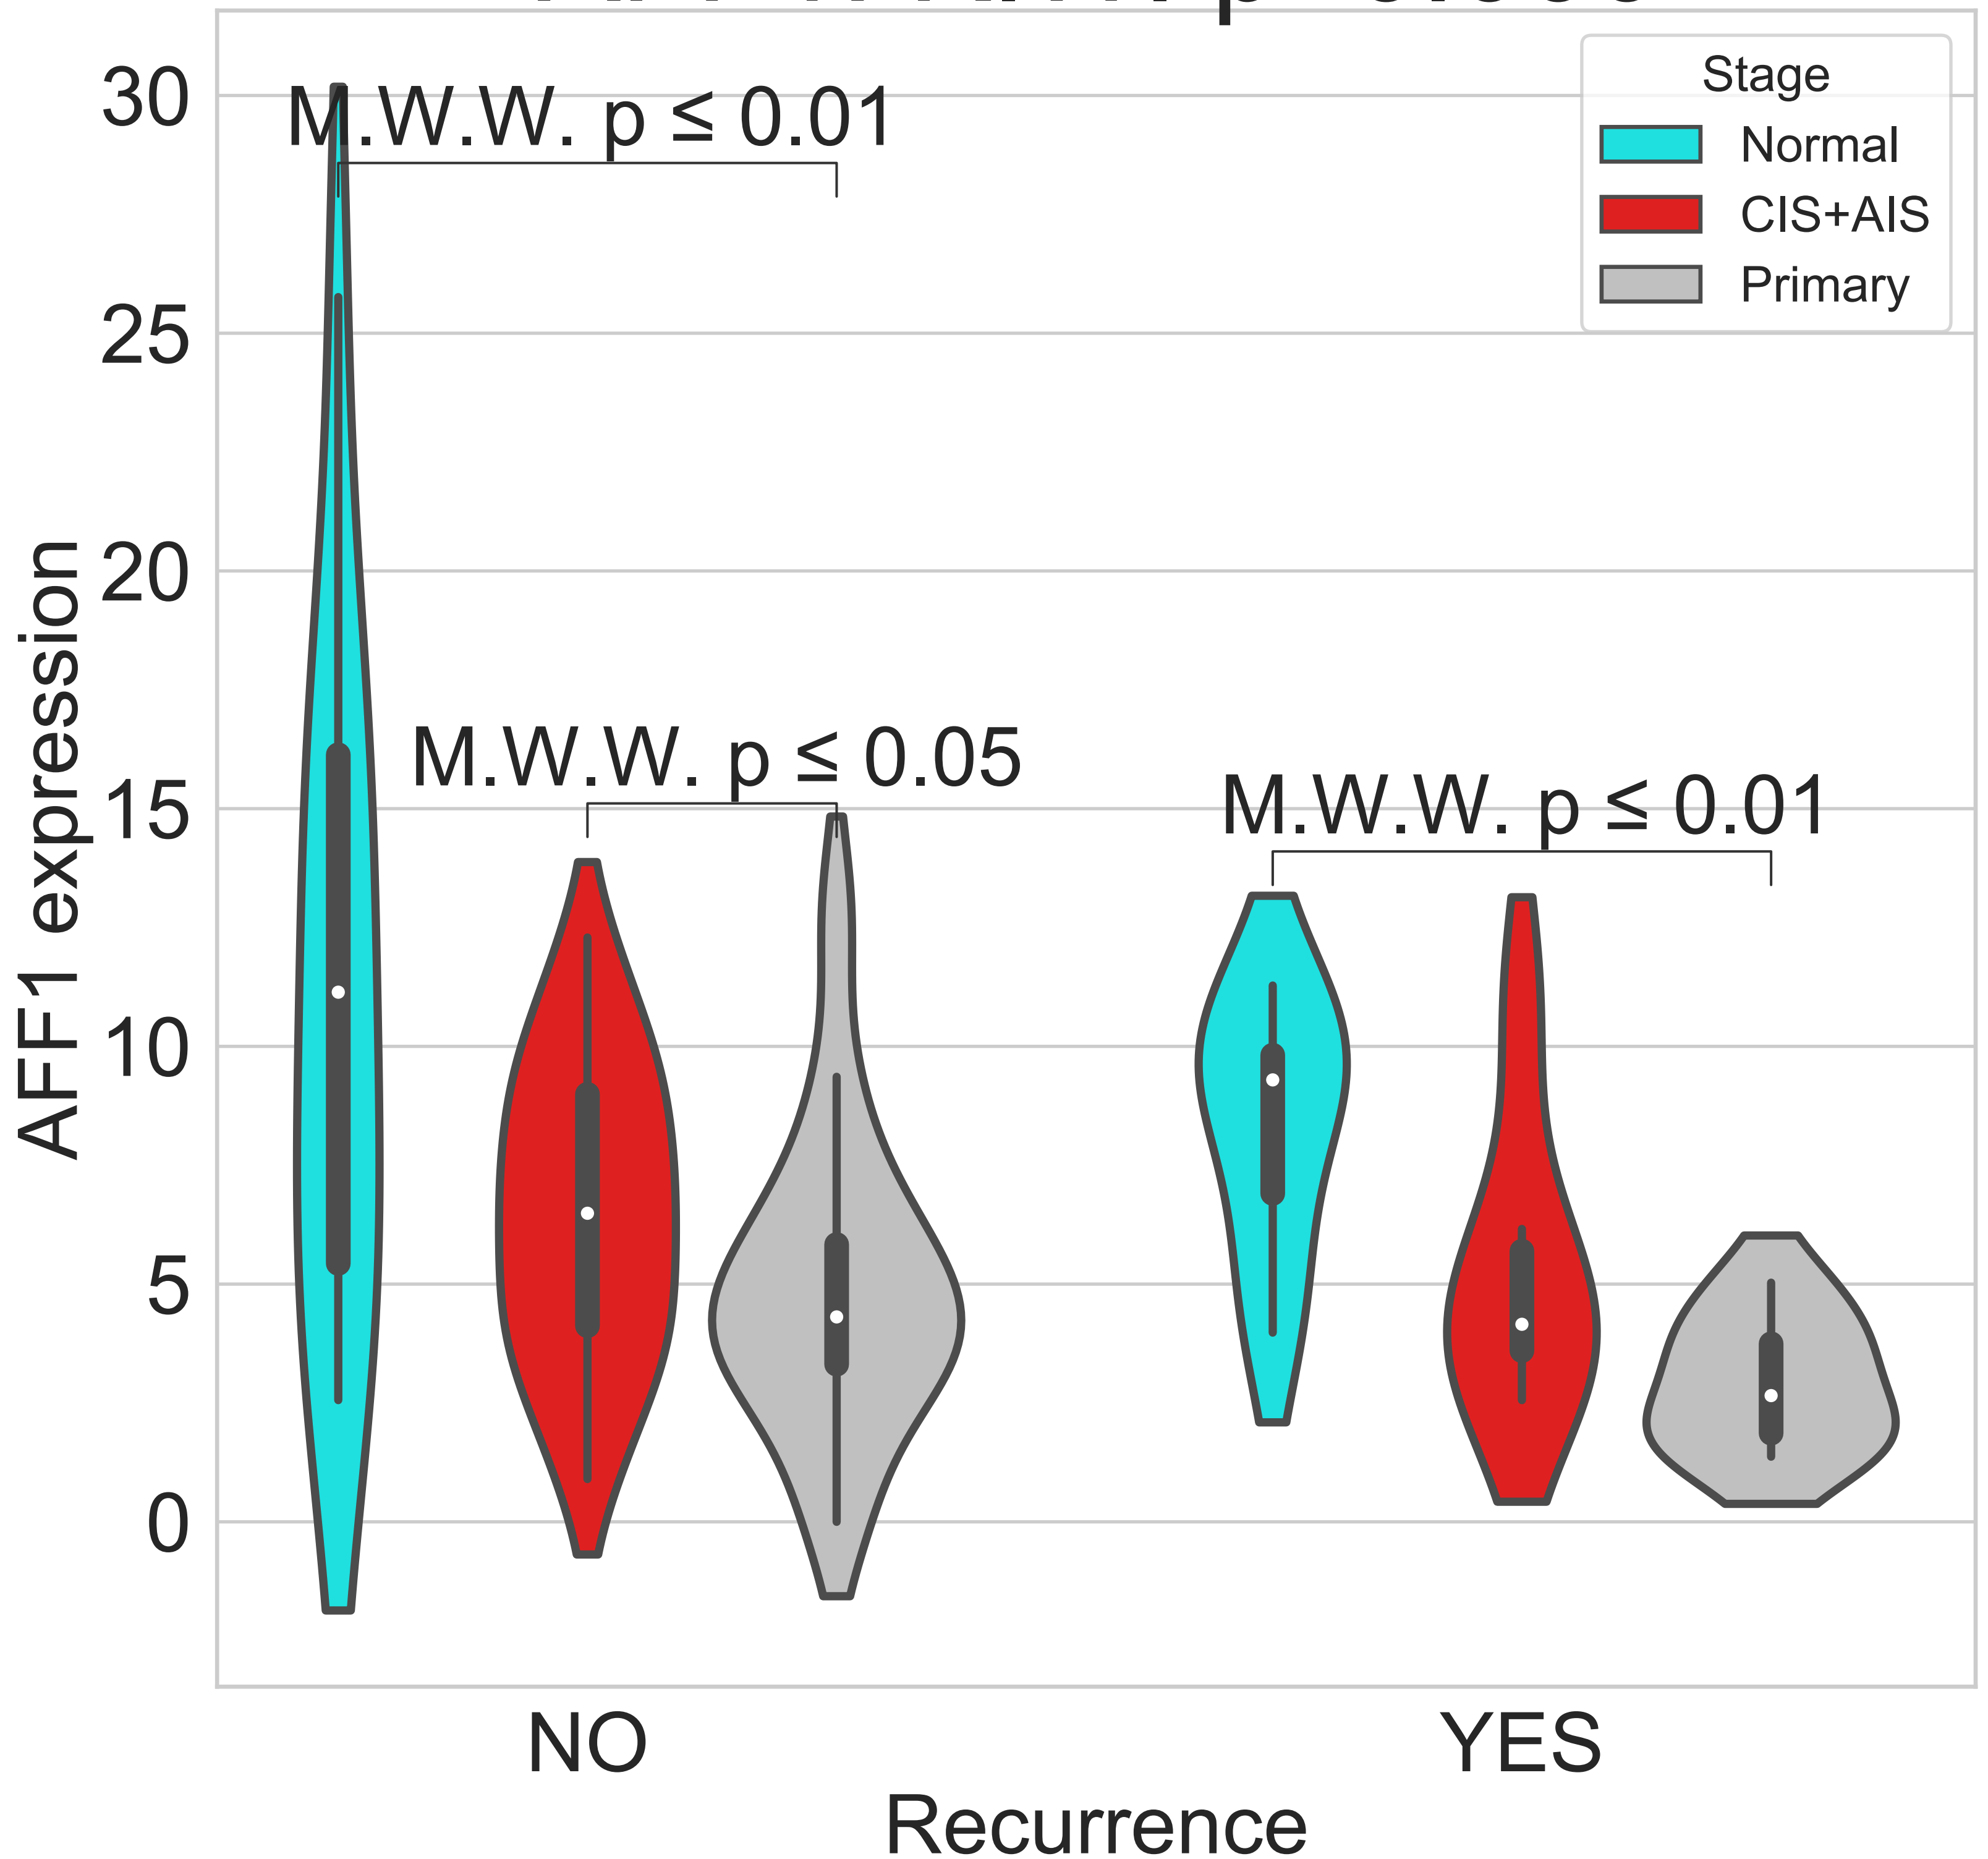 30
25
20
15
10
5
0
AFF1 expression
M.W.W. p ≤ 0.01
M.W.W. p ≤ 0.05
M.W.W. p ≤ 0.01
Stage
Normal
CIS+AIS
Primary
NO
YES
Recurrence